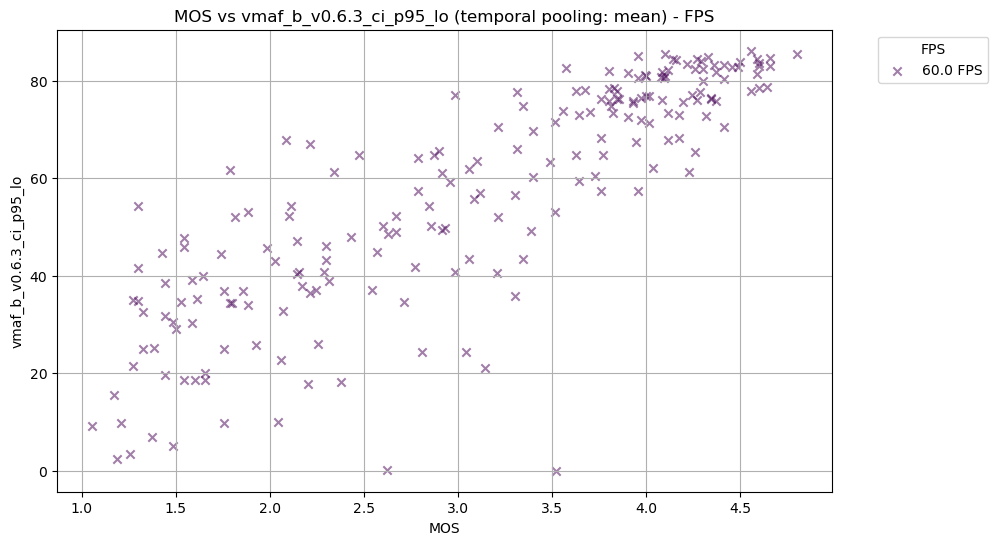 MOS vs vmaf_b_v0.6.3_ci_p95_lo (temporal pooling: mean) - FPS
FPS
60.0 FPS
vmaf_b_v0.6.3_ci_p95_lo
80
60
40
20
0
1.0 1.5 2.0 2.5 3.0 3.5 4.0 4.5
MOS